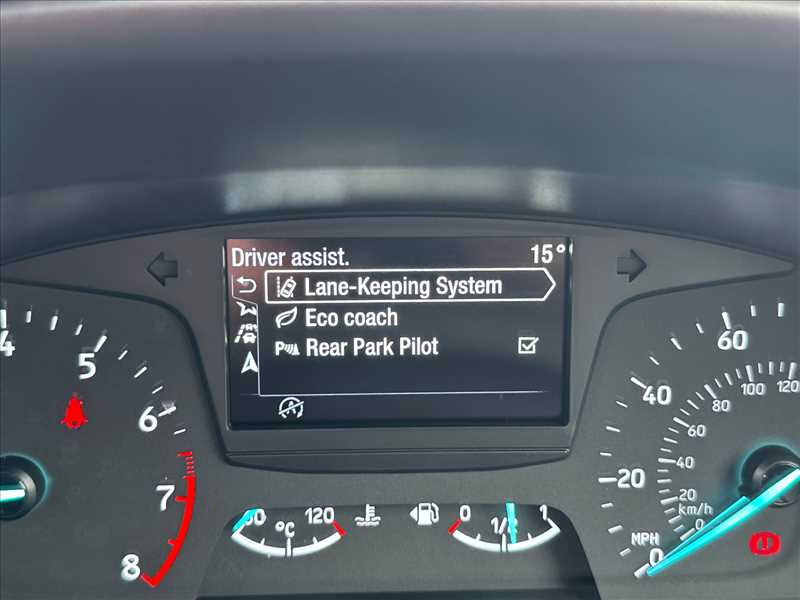 Driver assist. 15°
Lane-Keeping System
Eco coach
Rear Park Pilot
P
A
4
5
6
7
8
60 °C 120
0 1/2 1
60
40
20
0
MPH
120
100
80
60
40
20
km/h
0